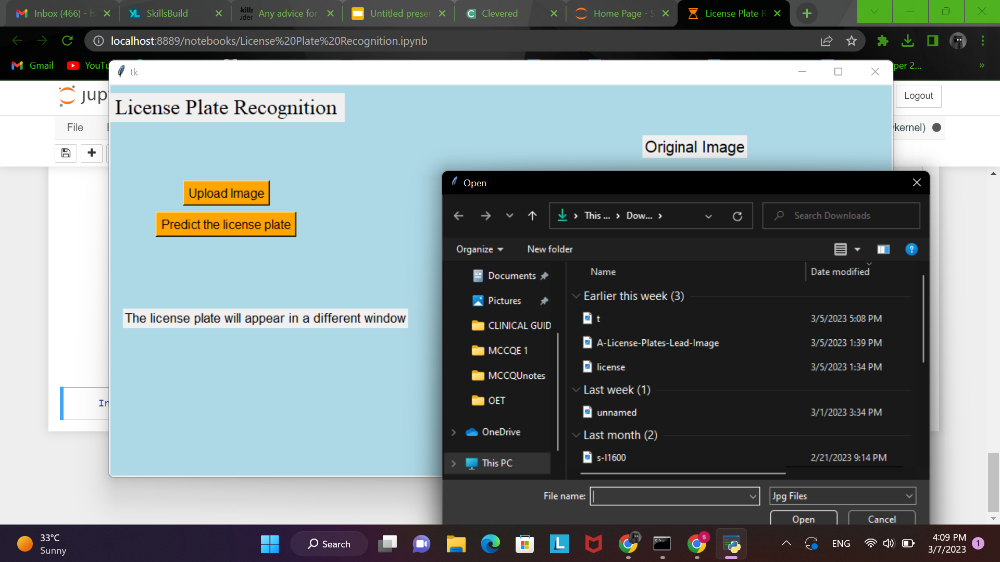 Inbox (466) - h
SkillsBuild
Any advice for
Untitled preser
Clevered
Home Page - S
License Plate R
localhost:8889/notebooks/License%20Plate%20Recognition.ipynb
Gmail
YouTu
per 2...
»
tk
jup
Logout
License Plate Recognition
File
kernel)
Original Image
Upload Image
Predict the license plate
The license plate will appear in a different window
In
Open
This ... › Dow... ›
Search Downloads
Organize
New folder
Name
Date modified
Documents
Pictures
CLINICAL GUID
MCCQE 1
MCCQUnotes
OET
OneDrive
This PC
Earlier this week (3)
t 3/5/2023 5:08 PM
A-License-Plates-Lead-Image 3/5/2023 1:39 PM
license 3/5/2023 1:34 PM
Last week (1)
unnamed 3/1/2023 3:34 PM
Last month (2)
s-l1600 2/21/2023 9:14 PM
File name:
Jpg Files
Open
Cancel
33°C
Sunny
Search
ENG
4:09 PM
3/7/2023
1